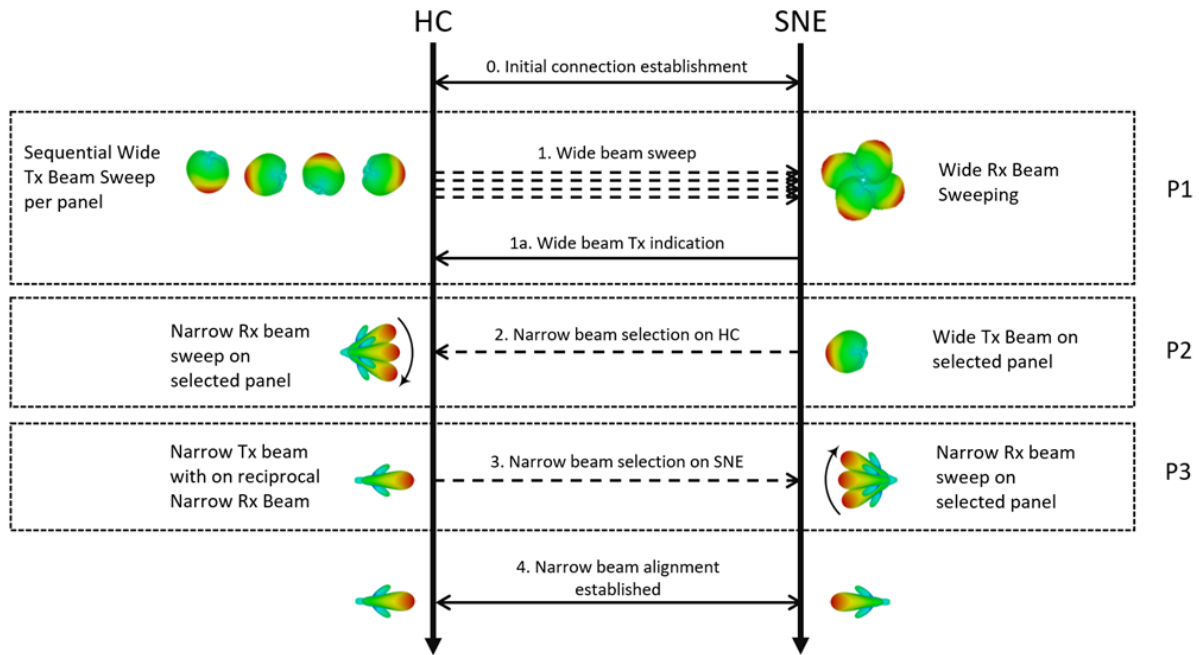 HC
SNE
0. Initial connection establishment
Sequential Wide
Tx Beam Sweep
per panel
1. Wide beam sweep
Wide Rx Beam
Sweeping
P1
1a. Wide beam Tx indication
Narrow Rx beam
sweep on
selected panel
2. Narrow beam selection on HC
Wide Tx Beam on
selected panel
P2
Narrow Tx beam
with on reciprocal
Narrow Rx Beam
3. Narrow beam selection on SNE
Narrow Rx beam
sweep on
selected panel
P3
4. Narrow beam alignment
established